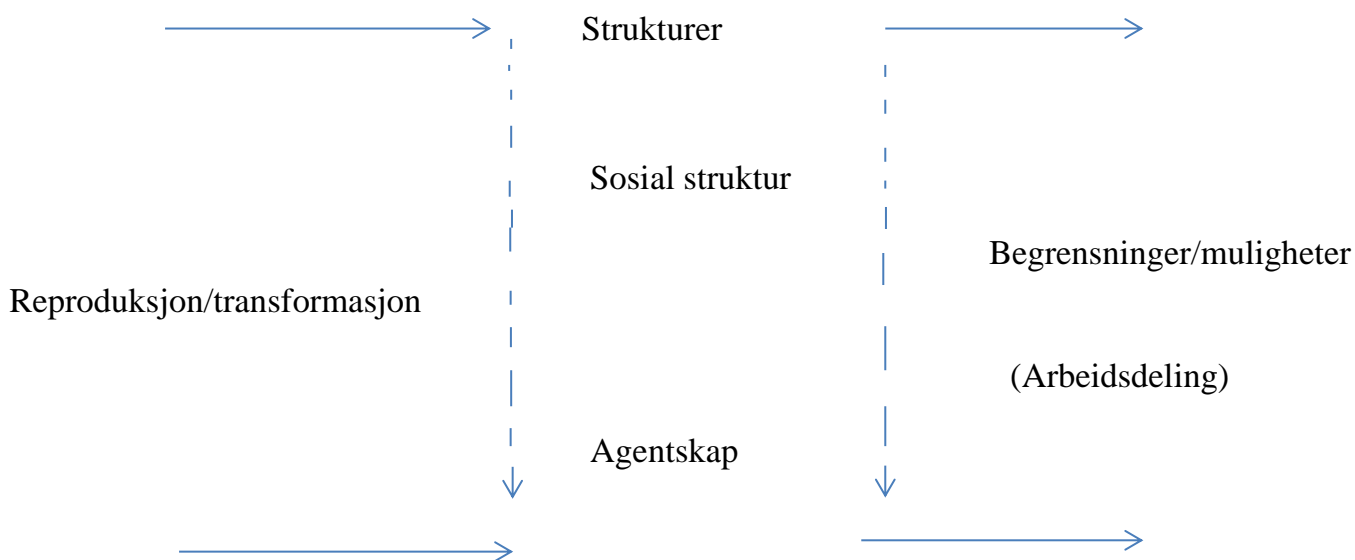 Strukturer
Sosial struktur
Begrensninger/muligheter
Reproduksjon/transformasjon
(Arbeidsdeling)
Agentskap